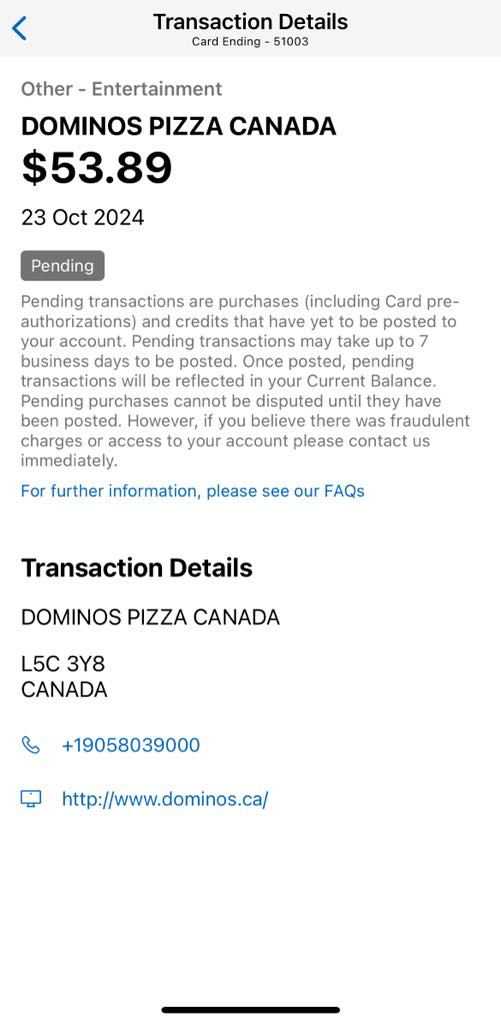 Transaction Details
Card Ending - 51003
Other - Entertainment
DOMINOS PIZZA CANADA
$53.89
23 Oct 2024
Pending
Pending transactions are purchases (including Card pre-
authorizations) and credits that have yet to be posted to
your account. Pending transactions may take up to 7
business days to be posted. Once posted, pending
transactions will be reflected in your Current Balance.
Pending purchases cannot be disputed until they have
been posted. However, if you believe there was fraudulent
charges or access to your account please contact us
immediately.
For further information, please see our FAQs
Transaction Details
DOMINOS PIZZA CANADA
L5C 3Y8
CANADA
+19058039000
http://www.dominos.ca/